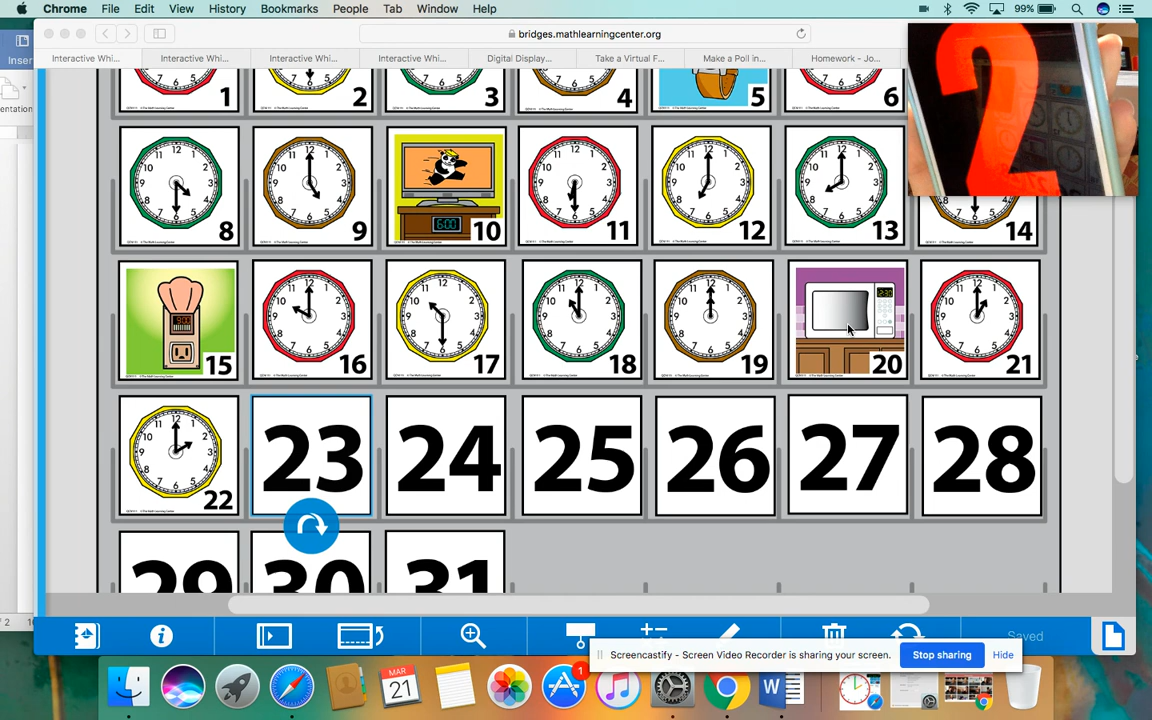 Chrome File Edit View History Bookmarks People Tab Window Help
99%
bridges.mathlearningcenter.org
Interactive Whi...
Interactive Whi...
Interactive Whi...
Interactive Whi...
Digital Display...
Take a Virtual F...
Make a Poll in...
Homework - Jo...
Inser
entation
1 2 3 4 5 6
2
8 9 10 11 12 13 14
6:00
15 16 17 18 19 20 21
22 23 24 25 26 27 28
29 30 31
Saved
Screencastify - Screen Video Recorder is sharing your screen.
Stop sharing
Hide
MAR
21
1